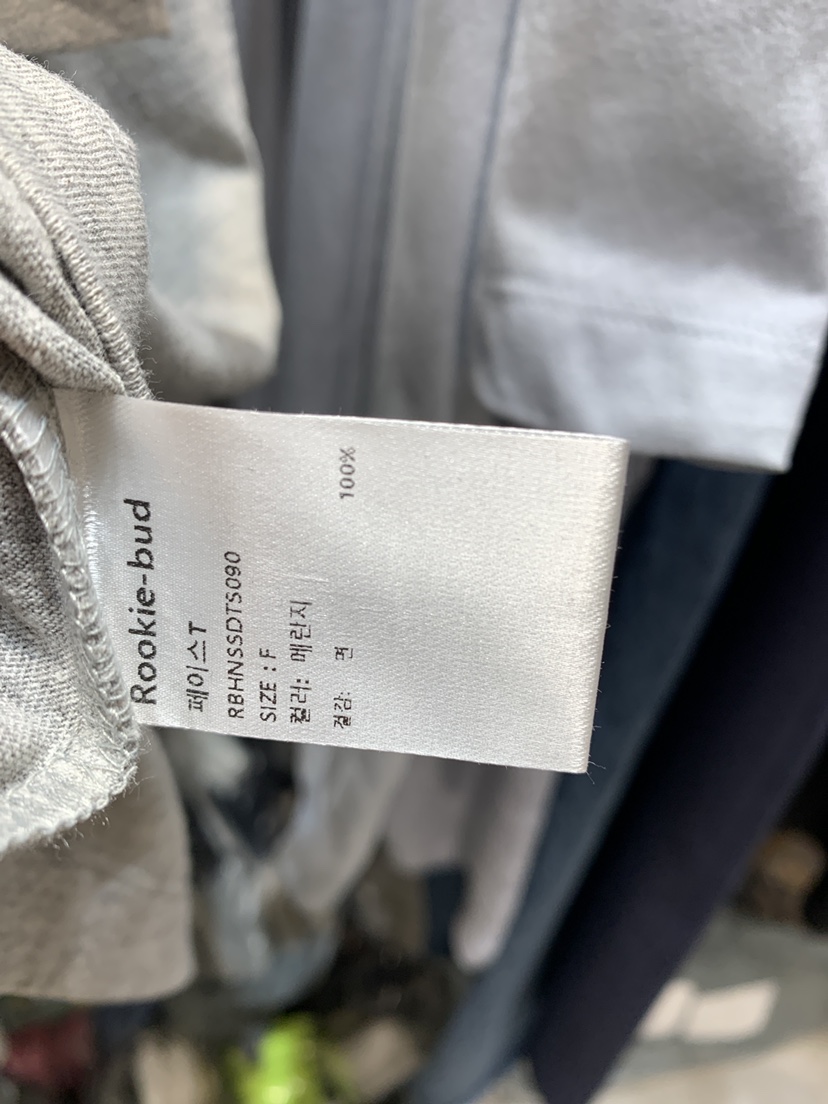 Rookie-bud
페이스T
RBHNSSDTS090
SIZE : F
컬러: 메란지
겉감: 면 100%